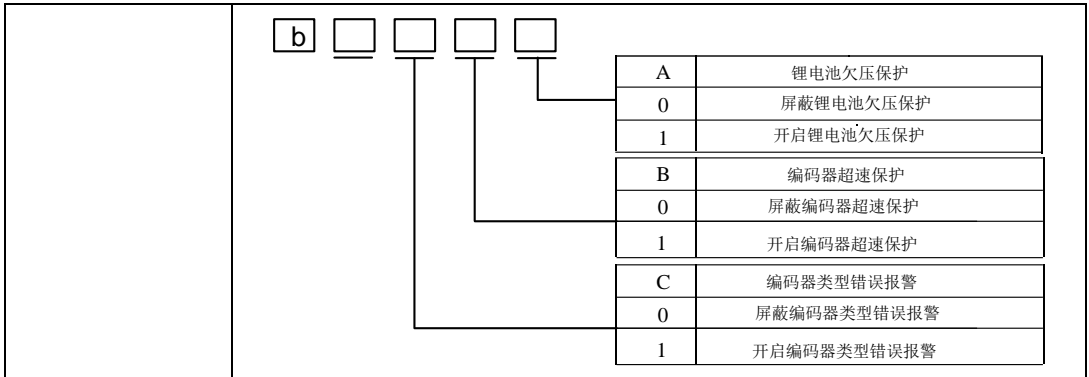 b
A 锂电池欠压保护
0 屏蔽锂电池欠压保护
1 开启锂电池欠压保护
B 编码器超速保护
0 屏蔽编码器超速保护
1 开启编码器超速保护
C 编码器类型错误报警
0 屏蔽编码器类型错误报警
1 开启编码器类型错误报警